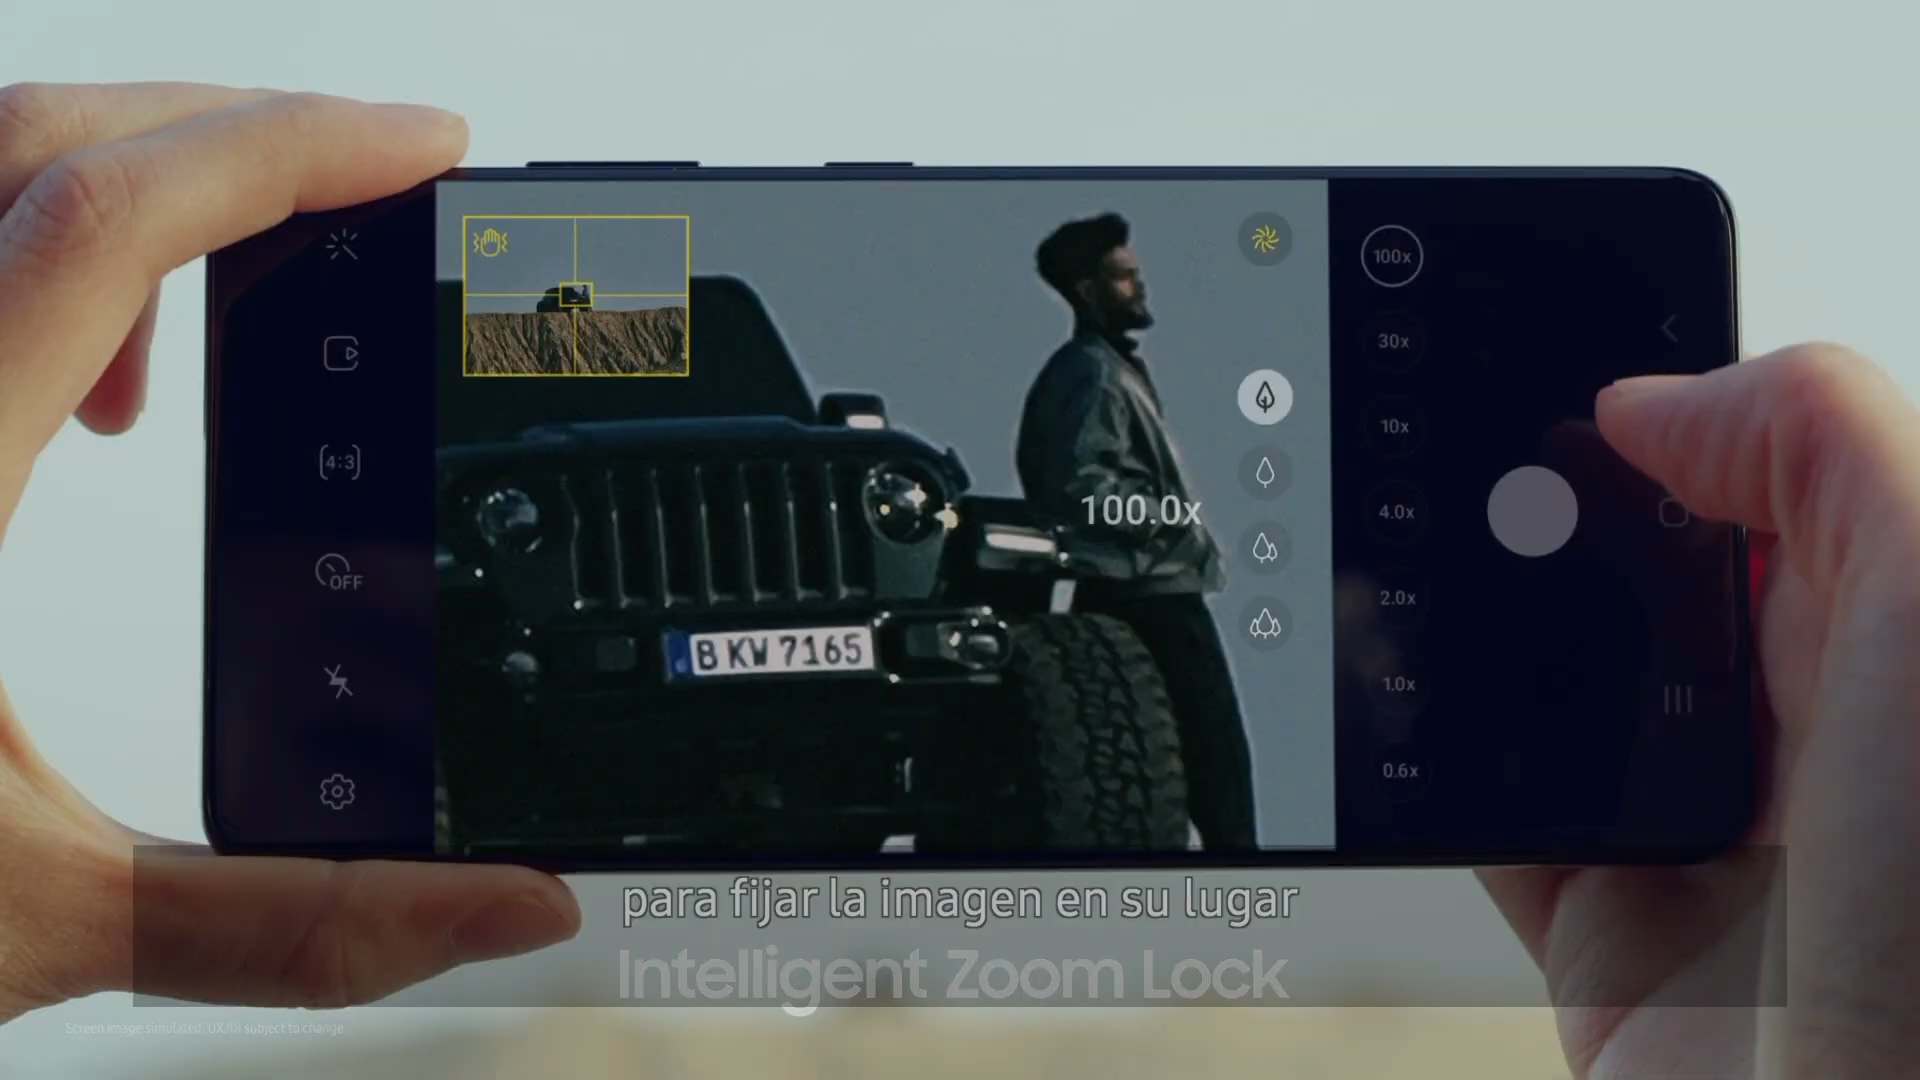 100x
30x
4:3
10x
100.0x
4.0x
OFF
2.0x
B KW 7165
1.0x
0.6x
para fijar la imagen en su lugar
Intelligent Zoom Lock
Screen image simulated. UX/UI subject to change.